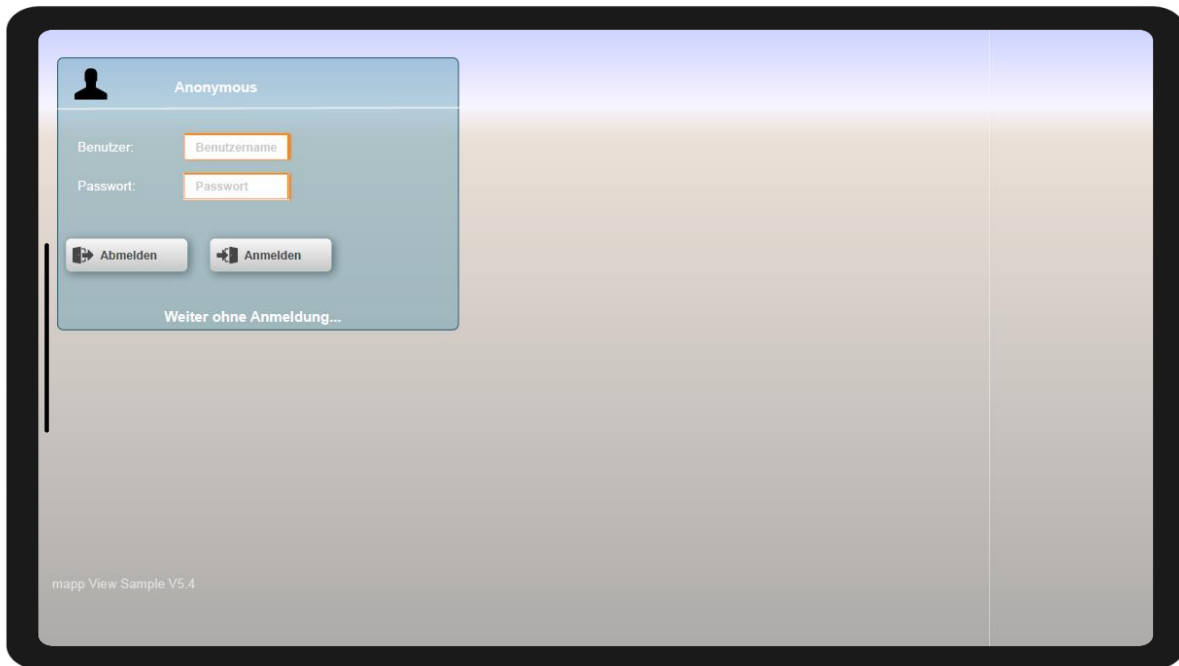 Anonymous
Benutzer: Benutzername
Passwort: Passwort
Abmelden Anmelden
Weiter ohne Anmeldung...
mapp View Sample V5.4